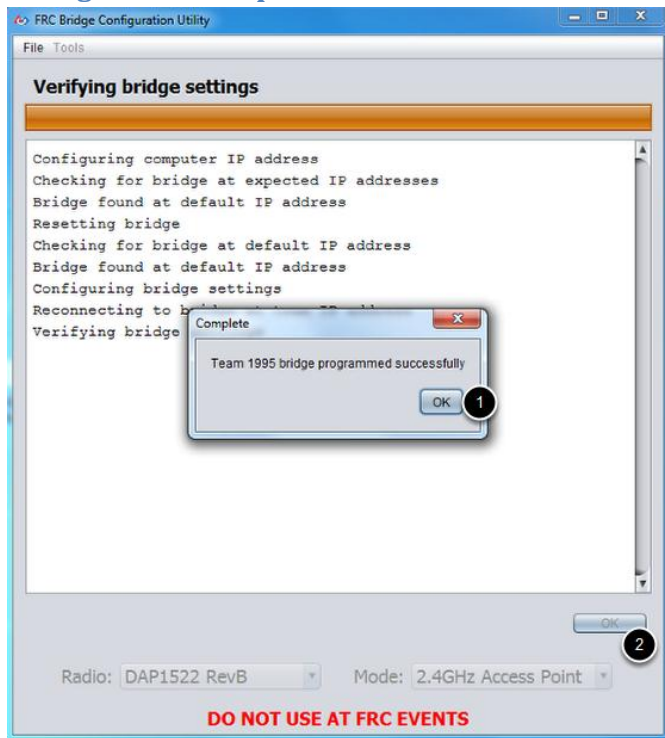 FRC Bridge Configuration Utility
File Tools
Verifying bridge settings
Configuring computer IP address
Checking for bridge at expected IP addresses
Bridge found at default IP address
Resetting bridge
Checking for bridge at default IP address
Bridge found at default IP address
Configuring bridge settings
Reconnecting to
Verifying bridge
Complete
Team 1995 bridge programmed successfully
OK 1
OK
2
Radio: DAP1522 RevB Mode: 2.4GHz Access Point
DO NOT USE AT FRC EVENTS